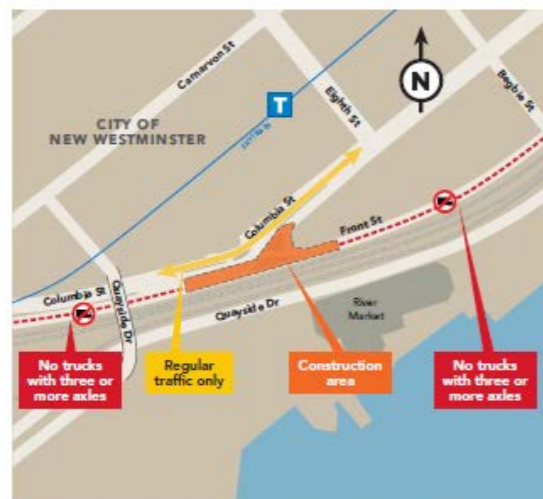 Carnarvon St
Eighth St
N
Begbie St
T
CITY OF
NEW WESTMINSTER
Columbia St
Front St
Columbia St
Quayside Dr
Quayside Dr
River
Market
No trucks
with three or
more axles
Regular
traffic only
Construction
area
No trucks
with three or
more axles